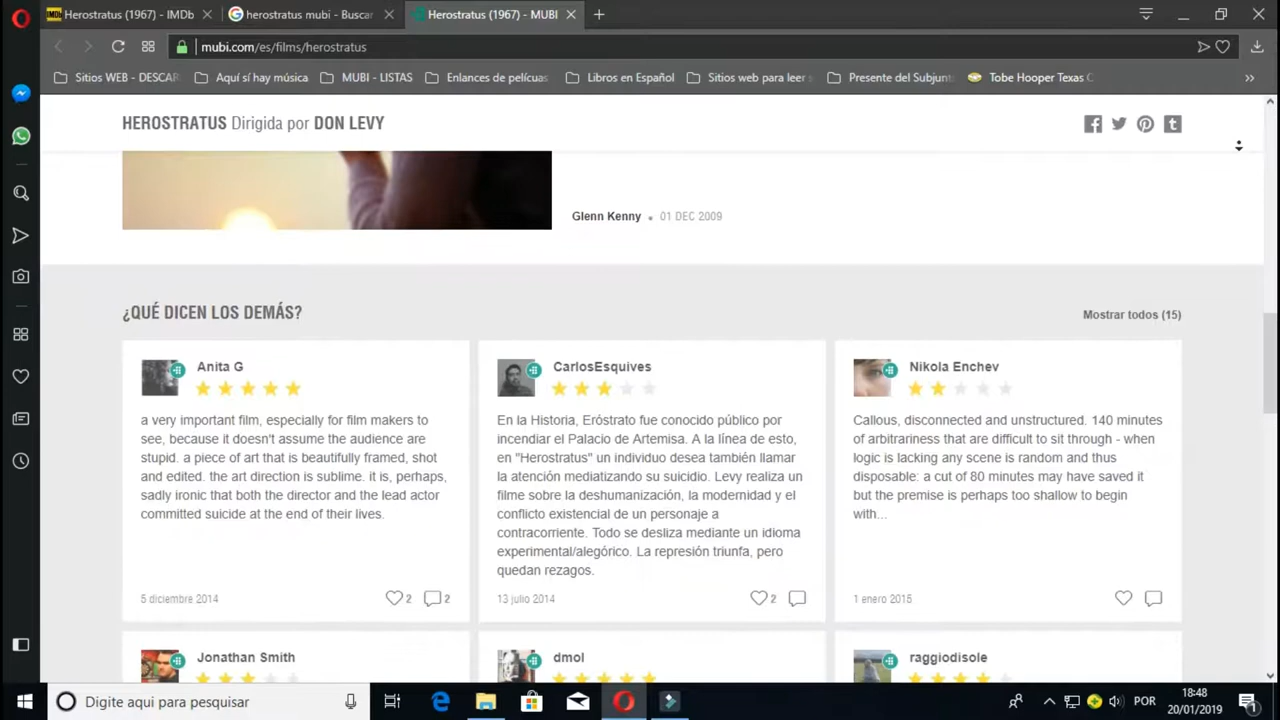 Herostratus (1967) - IMDb
herostratus mubi - Buscar
Herostratus (1967) - MUBI
mubi.com/es/films/herostratus
Sitios WEB - DESCAR
Aquí sí hay música
MUBI - LISTAS
Enlances de pelícuas
Libros en Español
Sitios web para leer
Presente del Subjunt
Tobe Hooper Texas C
HEROSTRATUS Dirigida por DON LEVY
Glenn Kenny • 01 DEC 2009
¿QUÉ DICEN LOS DEMÁS?
Mostrar todos (15)
Anita G
a very important film, especially for film makers to
see, because it doesn't assume the audience are
stupid. a piece of art that is beautifully framed, shot
and edited. the art direction is sublime. it is, perhaps,
sadly ironic that both the director and the lead actor
committed suicide at the end of their lives.
5 diciembre 2014
2
2
CarlosEsquives
En la Historia, Eróstrato fue conocido público por
incendiar el Palacio de Artemisa. A la línea de esto,
en "Herostratus" un individuo desea también llamar
la atención mediatizando su suicidio. Levy realiza un
filme sobre la deshumanización, la modernidad y el
conflicto existencial de un personaje a
contracorriente. Todo se desliza mediante un idioma
experimental/alegórico. La represión triunfa, pero
quedan rezagos.
13 julio 2014
2
Nikola Enchev
Callous, disconnected and unstructured. 140 minutes
of arbitrariness that are difficult to sit through - when
logic is lacking any scene is random and thus
disposable: a cut of 80 minutes may have saved it
but the premise is perhaps too shallow to begin
with...
1 enero 2015
Jonathan Smith
dmol
raggiodisole
Digite aqui para pesquisar
POR
18:48
20/01/2019
1